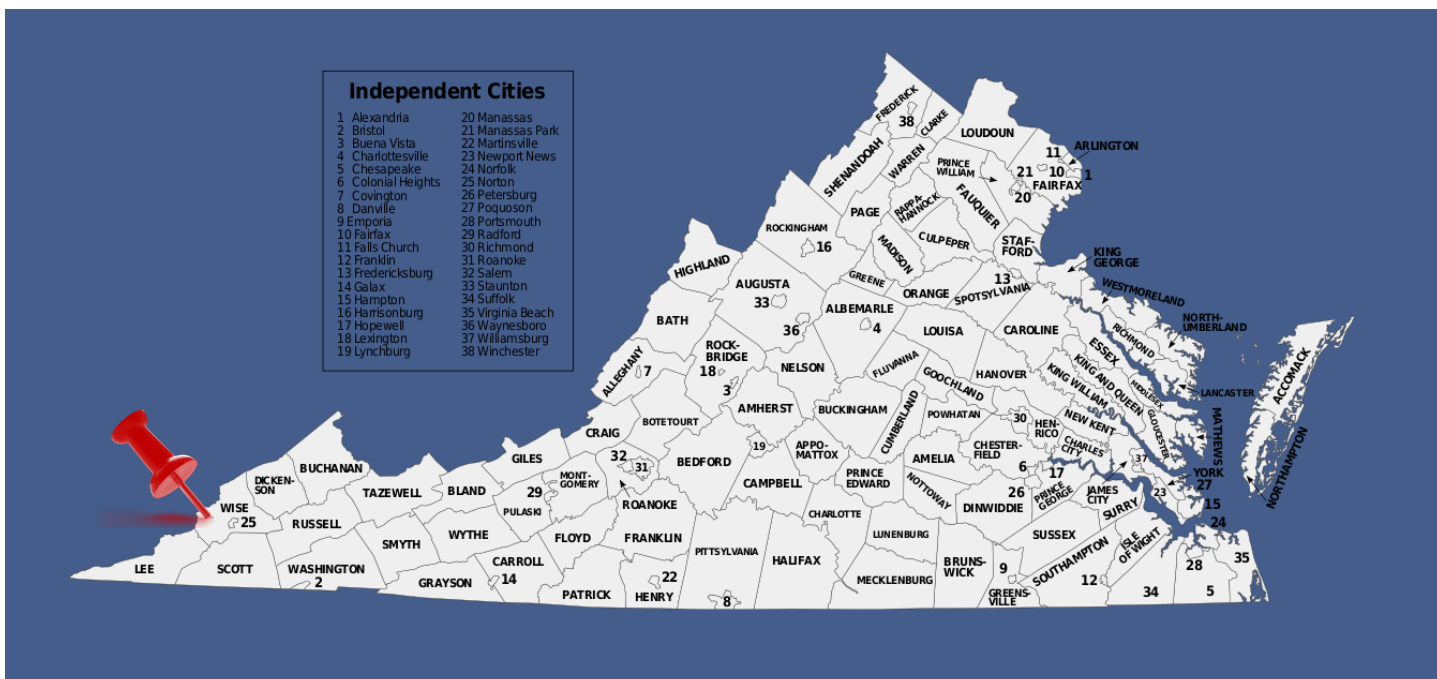 Independent Cities
1 Alexandria
2 Bristol
3 Buena Vista
4 Charlottesville
5 Chesapeake
6 Colonial Heights
7 Covington
8 Danville
9 Emporia
10 Fairfax
11 Falls Church
12 Franklin
13 Fredericksburg
14 Galax
15 Hampton
16 Harrisonburg
17 Hopewell
18 Lexington
19 Lynchburg
20 Manassas
21 Manassas Park
22 Martinsville
23 Newport News
24 Norfolk
25 Norton
26 Petersburg
27 Poquoson
28 Portsmouth
29 Radford
30 Richmond
31 Roanoke
32 Salem
33 Staunton
34 Suffolk
35 Virginia Beach
36 Waynesboro
37 Williamsburg
38 Winchester
FREDERICK
38
CLARKE
LOUDOUN
SHENANDOAH
WARREN
PRINCE
WILLIAM
11
ARLINGTON
21
10
1
FAIRFAX
20
FAUQUIER
PAGE
RAPPA-
HANNOCK
ROCKINGHAM
16
MADISON
CULPEPER
STAF-
FORD
KING
GEORGE
HIGHLAND
AUGUSTA
33
GREENE
ORANGE
13
SPOTSYLVANIA
WESTMORELAND
BATH
36
ALBEMARLE
4
LOUISA
CAROLINE
RICHMOND
NORTH-
UMBERLAND
ROCK-
BRIDGE
18
3
ALLEGHANY
7
NELSON
FLUVANNA
GOOCHLAND
HANOVER
ESSEX
KING AND QUEEN
KING WILLIAM
MIDDLESEX
LANCASTER
ACCOMACK
BOTETOURT
AMHERST
BUCKINGHAM
CUMBERLAND
POWHATAN
30
HEN-
RICO
NEW KENT
GLOUCESTER
MATHEWS
NORTHAMPTON
CRAIG
19
APPO-
MATTOX
AMELIA
CHESTER-
FIELD
CHARLES
CITY
37
YORK
27
GILES
32
31
BEDFORD
CAMPBELL
PRINCE
EDWARD
NOTTOWAY
6
17
PRINCE
GEORGE
JAMES
CITY
23
15
24
BUCHANAN
DICKEN-
SON
TAZEWELL
BLAND
29
PULASKI
MONT-
GOMERY
ROANOKE
CHARLOTTE
26
DINWIDDIE
SURRY
WISE
25
RUSSELL
SMYTH
WYTHE
FLOYD
FRANKLIN
PITTSYLVANIA
HALIFAX
LUNENBURG
SUSSEX
ISLE
OF WIGHT
28
35
LEE
SCOTT
WASHINGTON
2
GRAYSON
CARROLL
14
PATRICK
22
HENRY
8
MECKLENBURG
BRUNS-
WICK
9
GREENS-
VILLE
SOUTHAMPTON
12
34
5